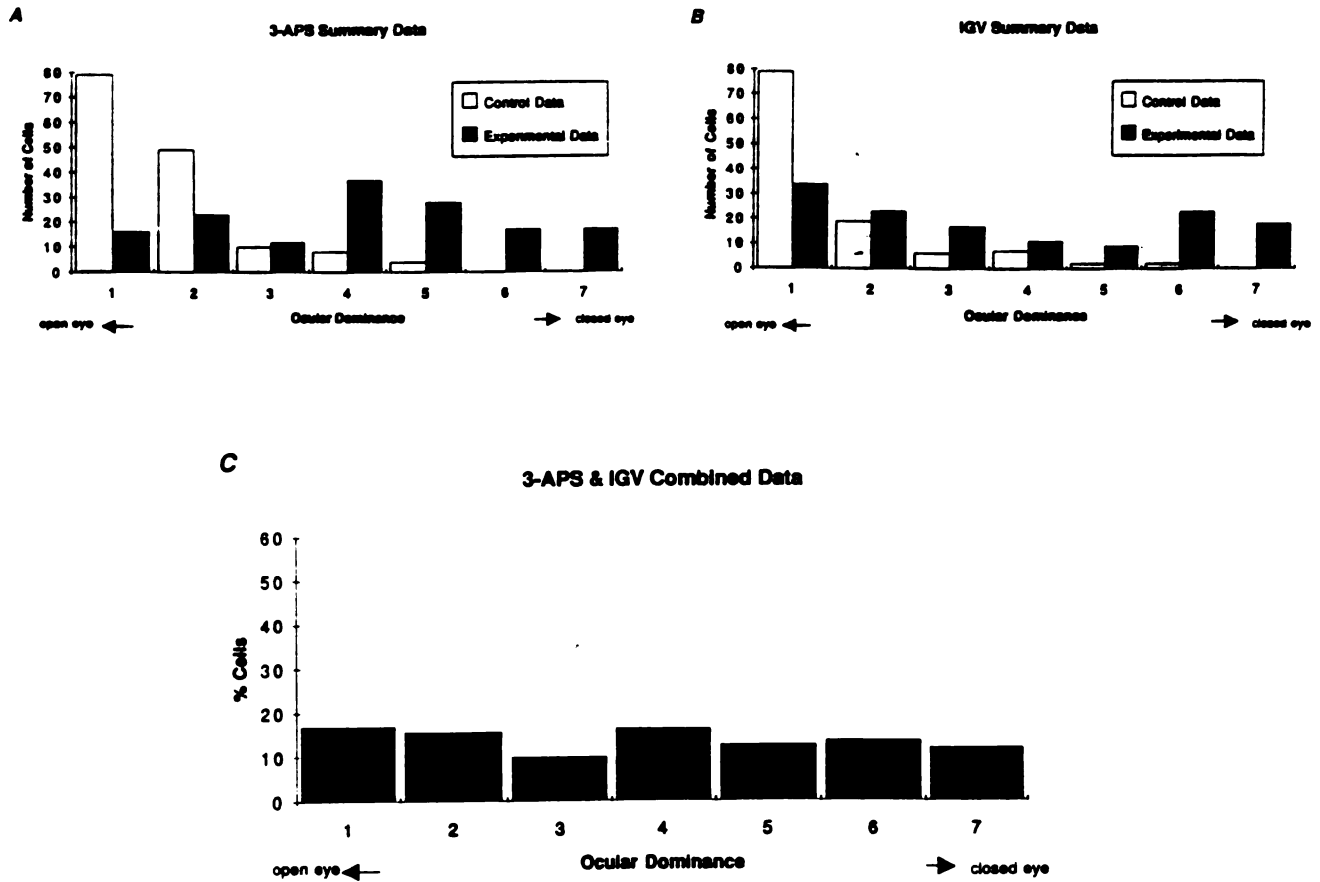 A
3-APS Summary Data
80
70
60
50
40
30
20
10
0
Number of Cells
Control Data
Experimental Data
1 2 3 4 5 6 7
open eye
Ocular Dominance
closed eye
B
IGV Summary Data
80
70
60
50
40
30
20
10
0
Number of Cells
Control Data
Experimental Data
1 2 3 4 5 6 7
open eye
Ocular Dominance
closed eye
C
3-APS & IGV Combined Data
60
50
40
30
20
10
0
% Cells
1 2 3 4 5 6 7
open eye
Ocular Dominance
closed eye